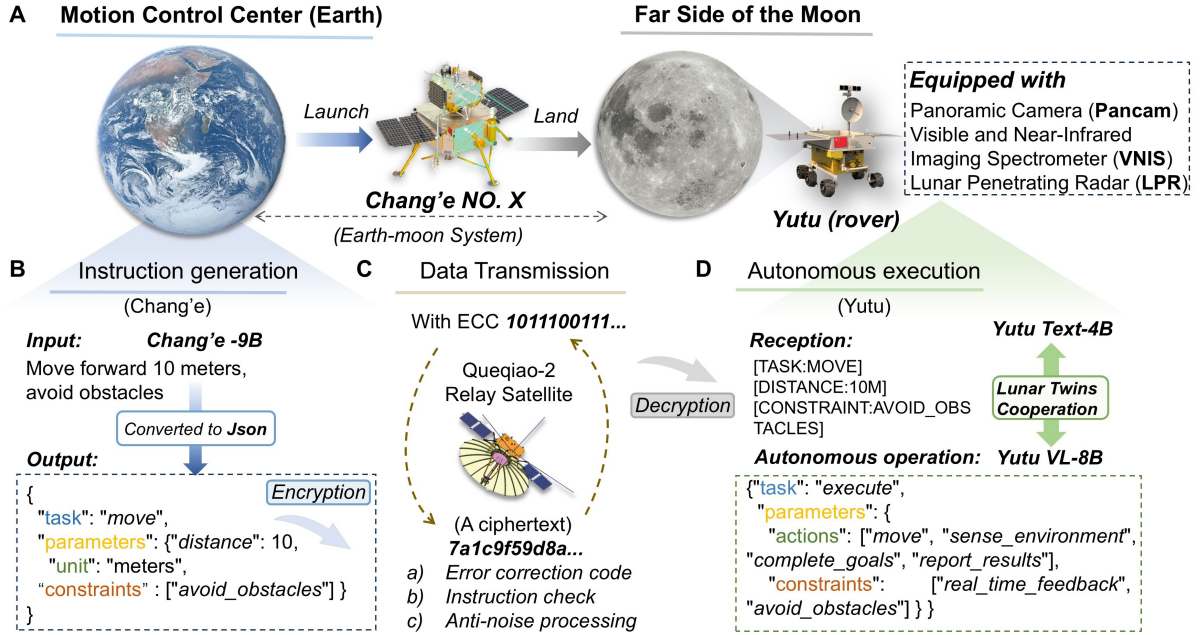 A
Motion Control Center (Earth)
Far Side of the Moon
Launch
Land
Chang'e NO. X
(Earth-moon System)
Yutu (rover)
Equipped with
Panoramic Camera (Pancam)
Visible and Near-Infrared
Imaging Spectrometer (VNIS)
Lunar Penetrating Radar (LPR)
B
Instruction generation
(Chang'e)
Input:
Chang'e -9B
Move forward 10 meters,
avoid obstacles
Converted to Json
Output:
Encryption
{
"task": "move",
"parameters": {"distance": 10,
"unit": "meters",
“constraints” : ["avoid_obstacles"] }
}
C
Data Transmission
With ECC 1011100111...
Queqiao-2
Relay Satellite
(A ciphertext)
7a1c9f59d8a...
a) Error correction code
b) Instruction check
c) Anti-noise processing
Decryption
D
Autonomous execution
(Yutu)
Reception:
[TASK:MOVE]
[DISTANCE:10M]
[CONSTRAINT:AVOID_OBS
TACLES]
Yutu Text-4B
Lunar Twins
Cooperation
Yutu VL-8B
Autonomous operation:
{"task": "execute",
"parameters": {
"actions": ["move", "sense_environment",
"complete_goals", "report_results"],
"constraints": ["real_time_feedback",
"avoid_obstacles"] } }